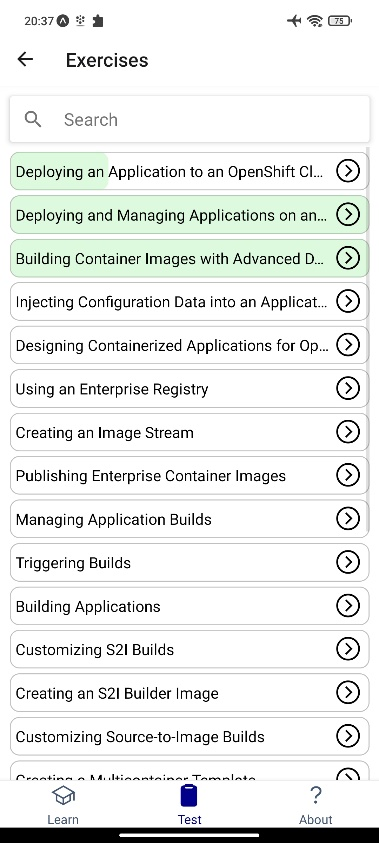 20:37
75
Exercises
Search
Deploying an Application to an OpenShift Cl...
Deploying and Managing Applications on an...
Building Container Images with Advanced D...
Injecting Configuration Data into an Applicat...
Designing Containerized Applications for Op...
Using an Enterprise Registry
Creating an Image Stream
Publishing Enterprise Container Images
Managing Application Builds
Triggering Builds
Building Applications
Customizing S2I Builds
Creating an S2I Builder Image
Customizing Source-to-Image Builds
Creating a Multicontainer Template
Learn
Test
About